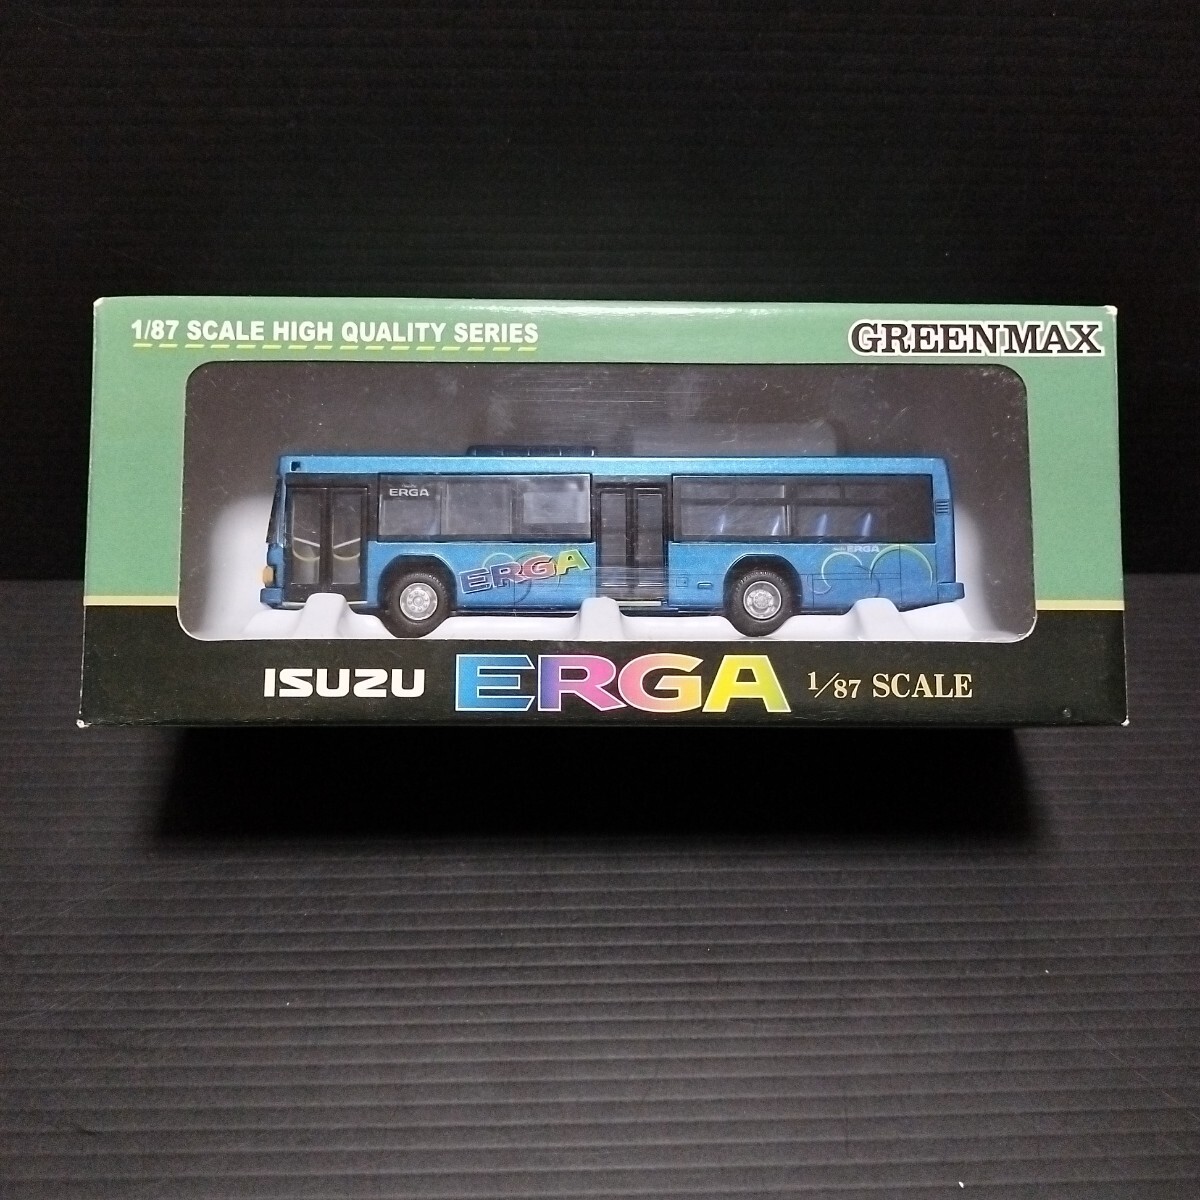 1/87 SCALE HIGH QUALITY SERIES
GREENMAX
ERGA
ERGA
ERGA
ISUZU ERGA 1/87 SCALE